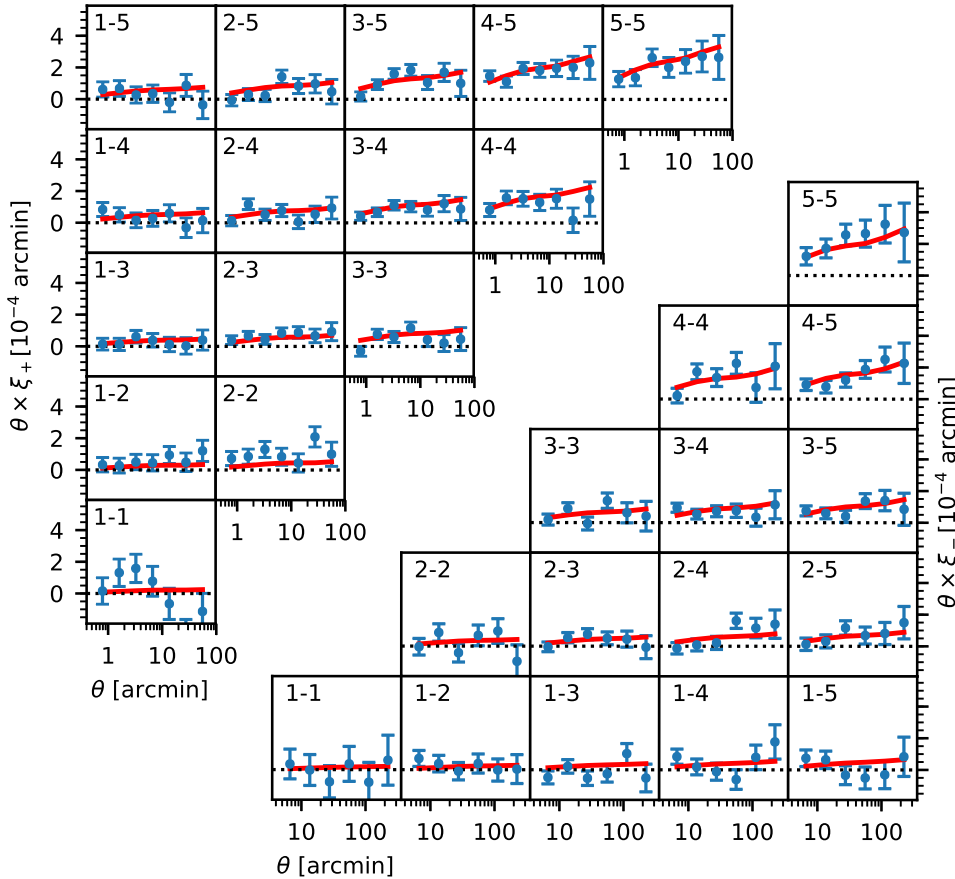 1-5 2-5 3-5 4-5 5-5
4
2
0
1 10 100
1-4 2-4 3-4 4-4
4
2
0
1 10 100
5-5
1-3 2-3 3-3
4
2
0
1 10 100
4-4 4-5
1-2 2-2
4
2
0
1 10 100
3-3 3-4 3-5
1-1
4
2
0
1 10 100
θ [arcmin]
θ × ξ₊ [10⁻⁴ arcmin]
2-2 2-3 2-4 2-5
1-1 1-2 1-3 1-4 1-5
10 100 10 100 10 100 10 100 10 100
θ [arcmin]
θ × ξ₋ [10⁻⁴ arcmin]